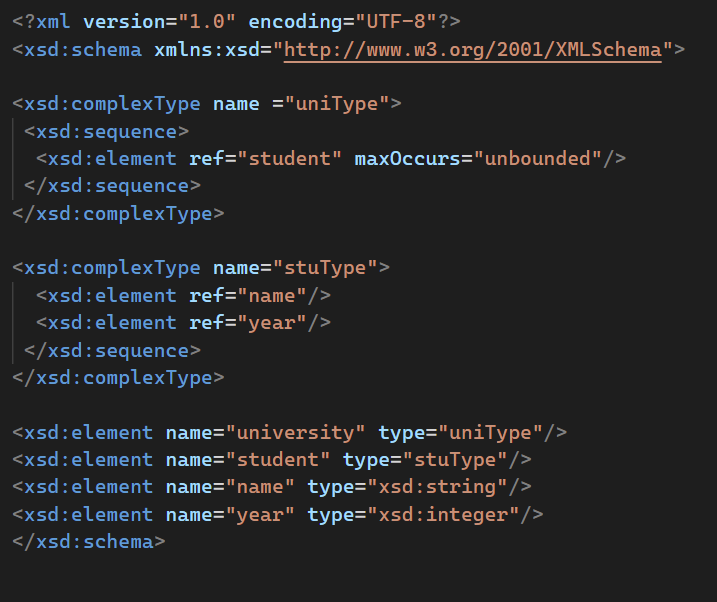 <?xml version="1.0" encoding="UTF-8"?>
<xsd:schema xmlns:xsd="http://www.w3.org/2001/XMLSchema">
<xsd:complexType name ="uniType">
<xsd:sequence>
<xsd:element ref="student" maxOccurs="unbounded"/>
</xsd:sequence>
</xsd:complexType>
<xsd:complexType name="stuType">
<xsd:element ref="name"/>
<xsd:element ref="year"/>
</xsd:sequence>
</xsd:complexType>
<xsd:element name="university" type="uniType"/>
<xsd:element name="student" type="stuType"/>
<xsd:element name="name" type="xsd:string"/>
<xsd:element name="year" type="xsd:integer"/>
</xsd:schema>